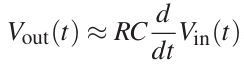 V_out(t) ≈ RC d/dt V_in(t)